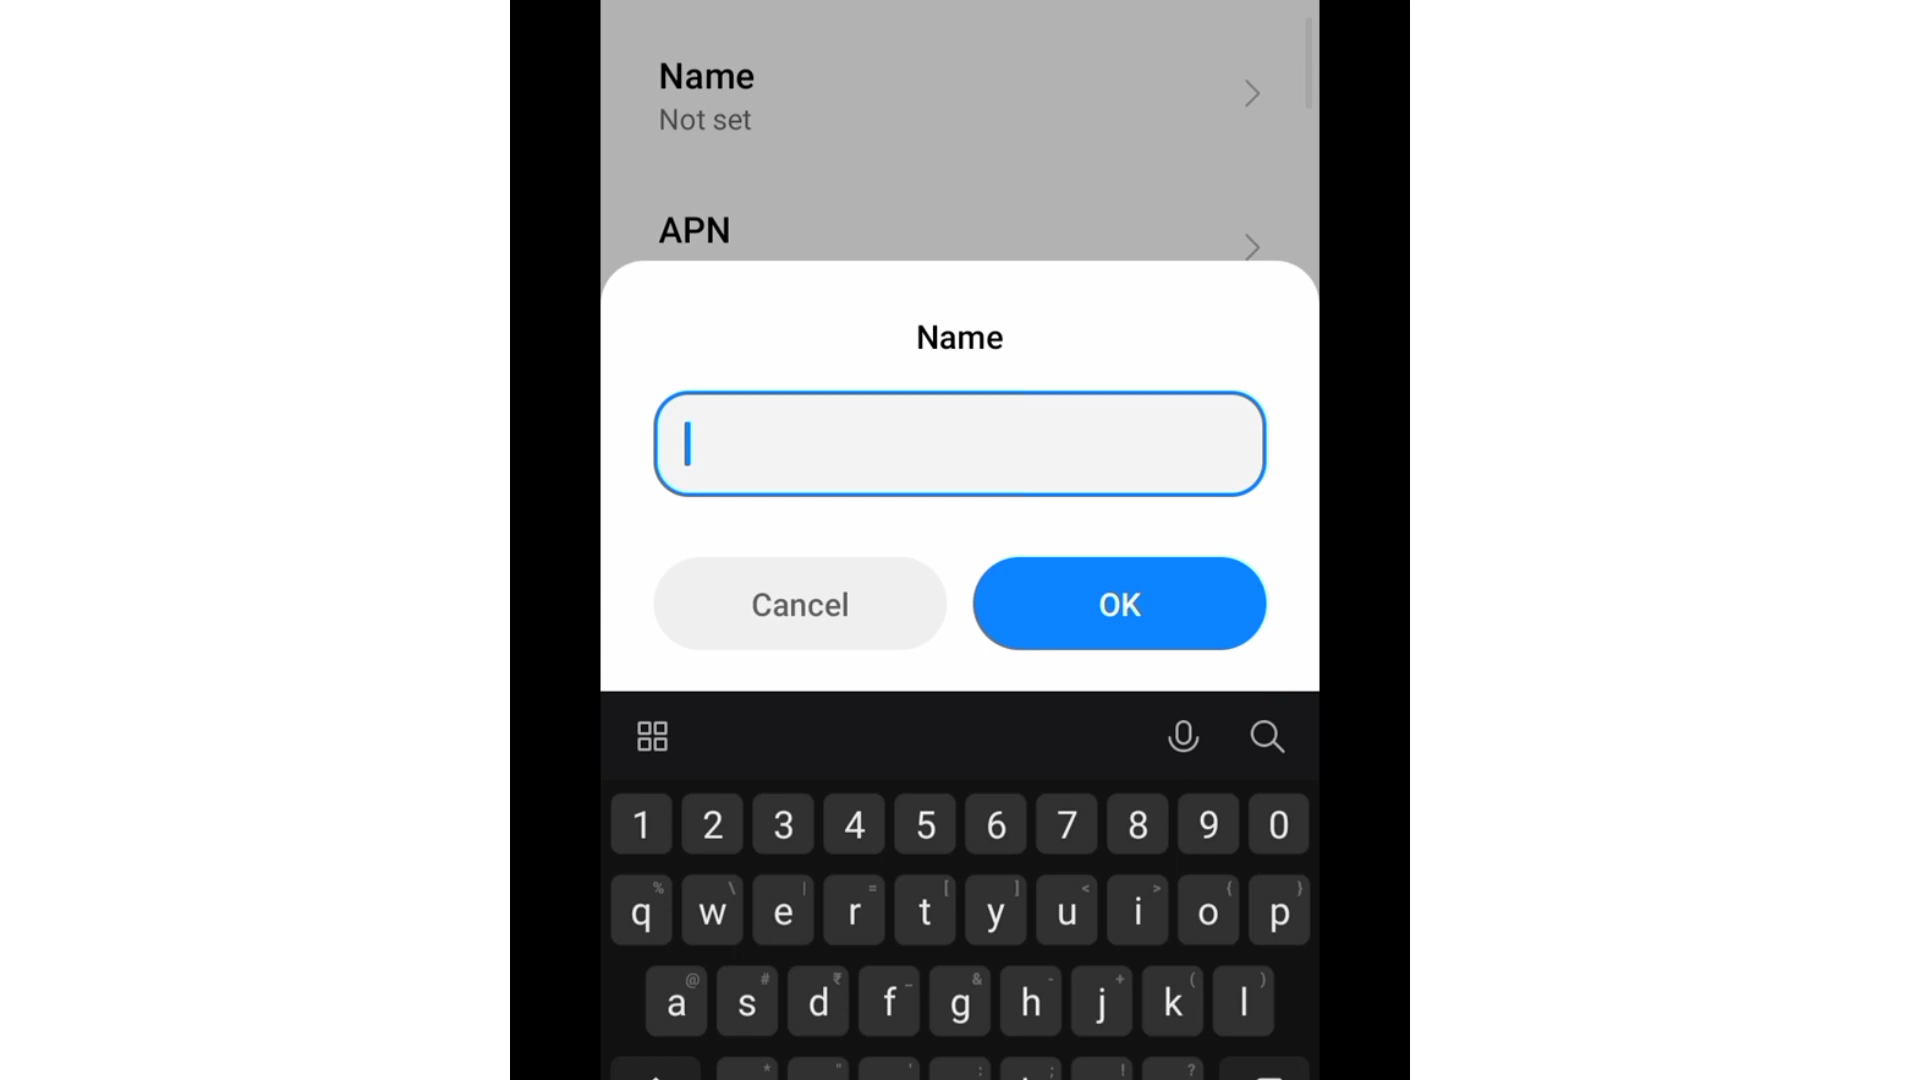 Name
Not set
APN
Name
Cancel
OK
1 2 3 4 5 6 7 8 9 0
% \ | = [ ] < > { }
q w e r t y u i o p
@ # ₹ _ & - + ( )
a s d f g h j k l
* " ' : ; ! ?